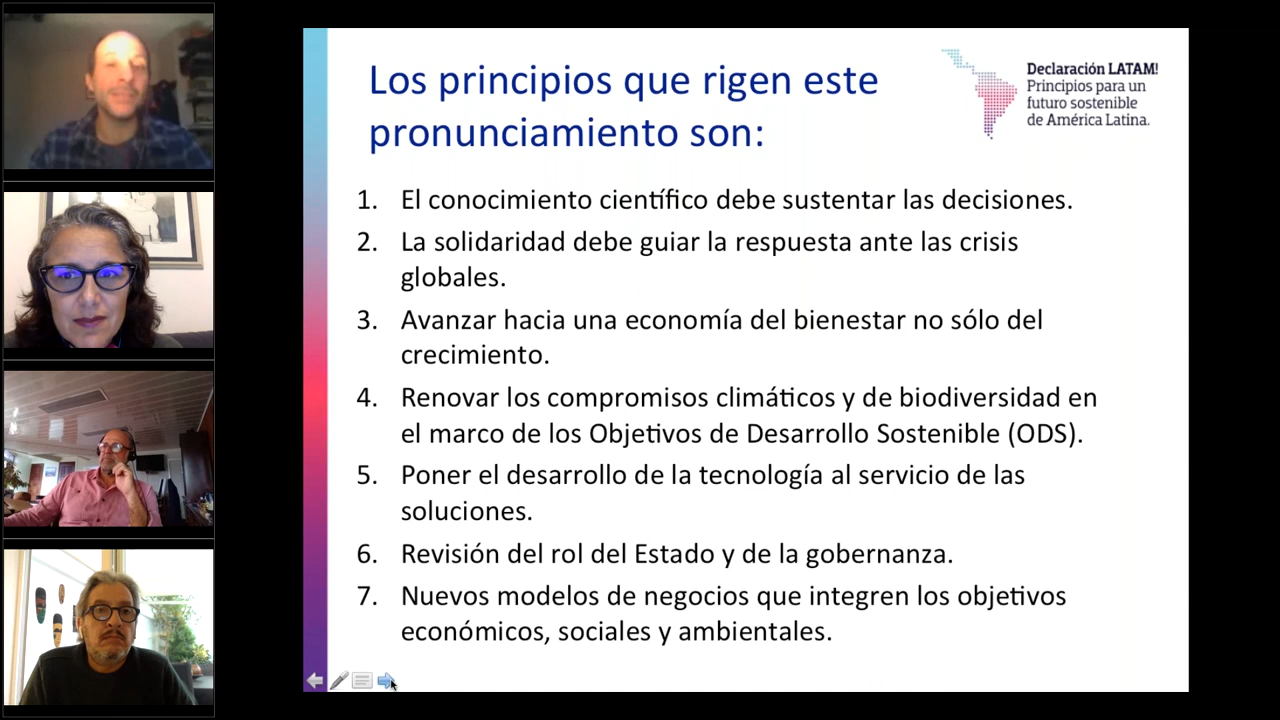 Los principios que rigen este
pronunciamiento son:
Declaración LATAM!
Principios para un
futuro sostenible
de América Latina.
1. El conocimiento científico debe sustentar las decisiones.
2. La solidaridad debe guiar la respuesta ante las crisis
globales.
3. Avanzar hacia una economía del bienestar no sólo del
crecimiento.
4. Renovar los compromisos climáticos y de biodiversidad en
el marco de los Objetivos de Desarrollo Sostenible (ODS).
5. Poner el desarrollo de la tecnología al servicio de las
soluciones.
6. Revisión del rol del Estado y de la gobernanza.
7. Nuevos modelos de negocios que integren los objetivos
económicos, sociales y ambientales.